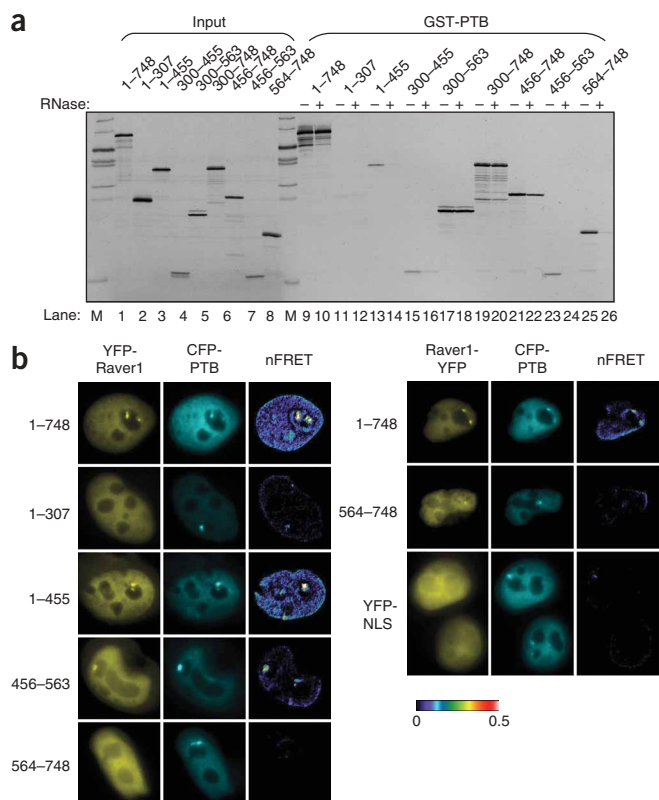 a
Input
GST-PTB
1–748
1–307
1–455
300–455
300–563
300–748
456–748
456–563
564–748
1–748
1–307
1–455
300–455
300–563
300–748
456–748
456–563
564–748
RNase: – + – + – + – + – + – + – + – + – +
Lane: M 1 2 3 4 5 6 7 8 M 9 10 11 12 13 14 15 16 17 18 19 20 21 22 23 24 25 26
b
YFP-
Raver1
CFP-
PTB
nFRET
1–748
1–307
1–455
456–563
564–748
Raver1-
YFP
CFP-
PTB
nFRET
1–748
564–748
YFP-
NLS
0 0.5